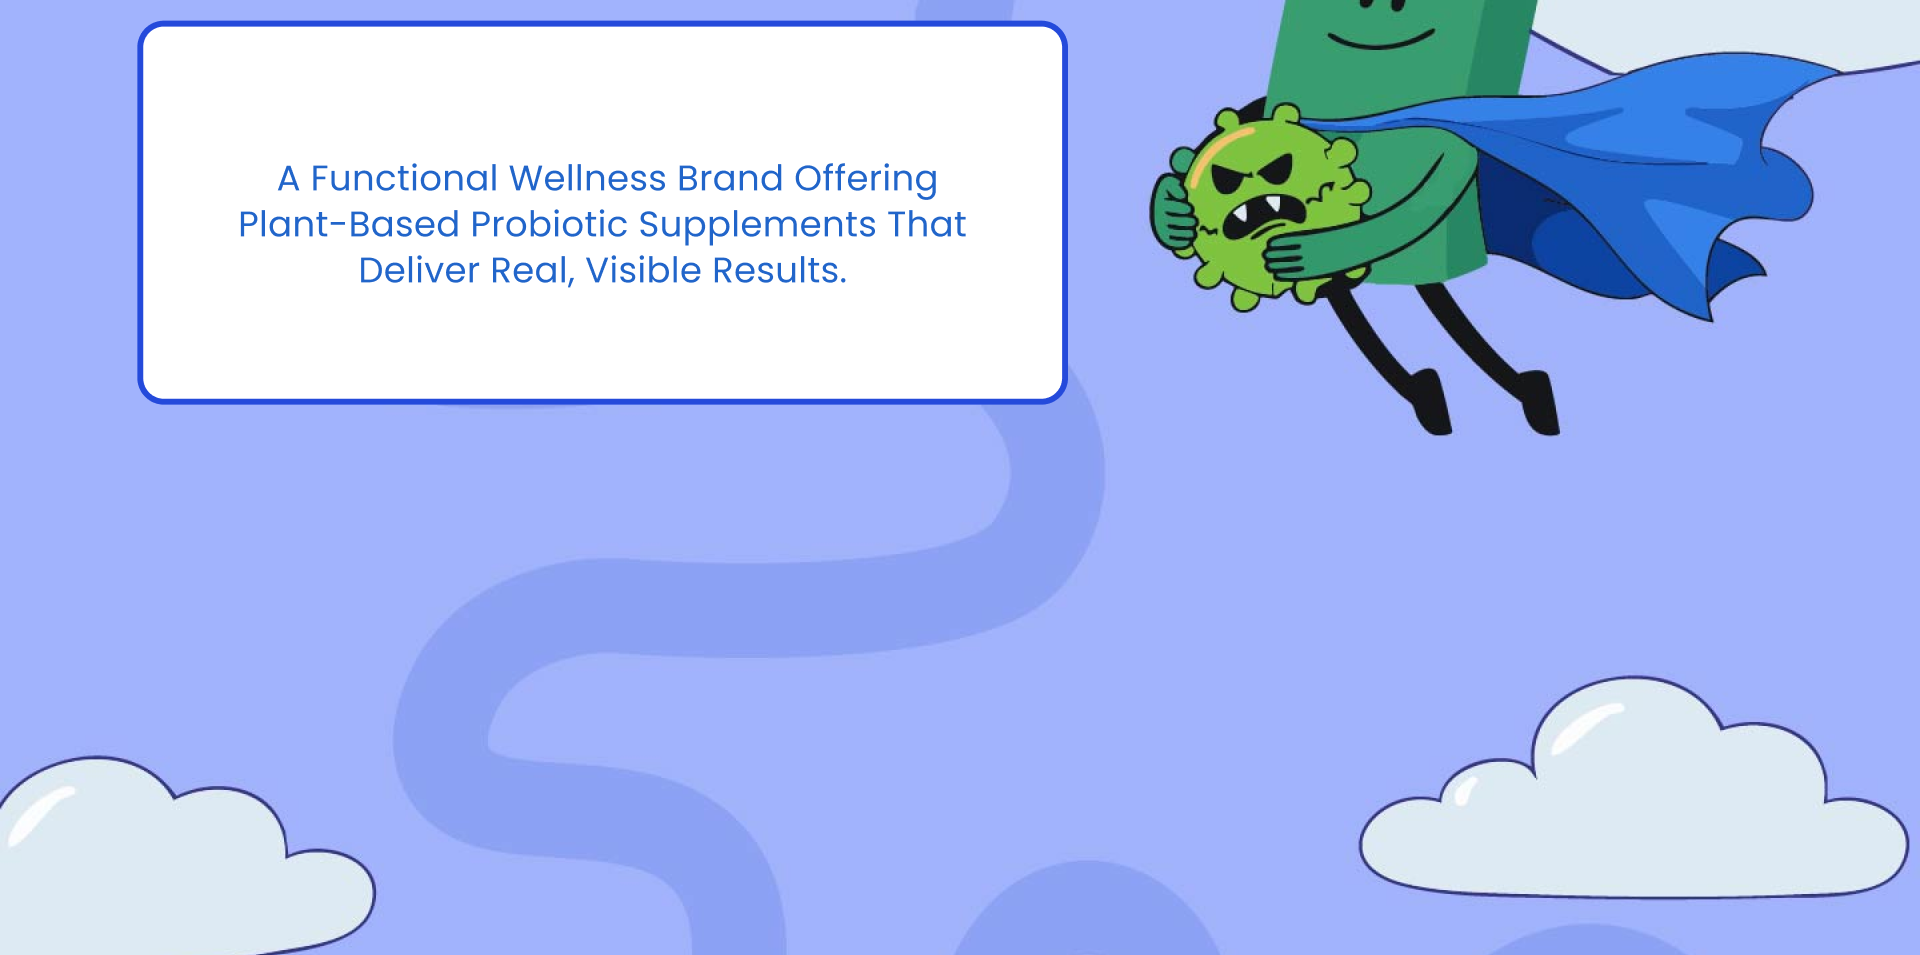 A Functional Wellness Brand Offering
Plant-Based Probiotic Supplements That
Deliver Real, Visible Results.